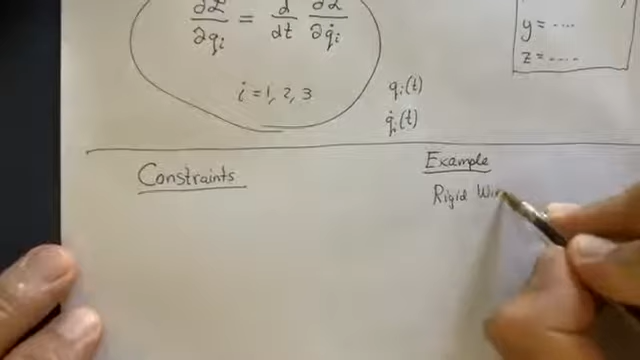 ∂ℒ/∂qᵢ = d/dt ∂ℒ/∂q̇ᵢ
i = 1, 2, 3
qᵢ(t)
q̇ᵢ(t)
y = ....
z = ....
Constraints
Example
Rigid Wir